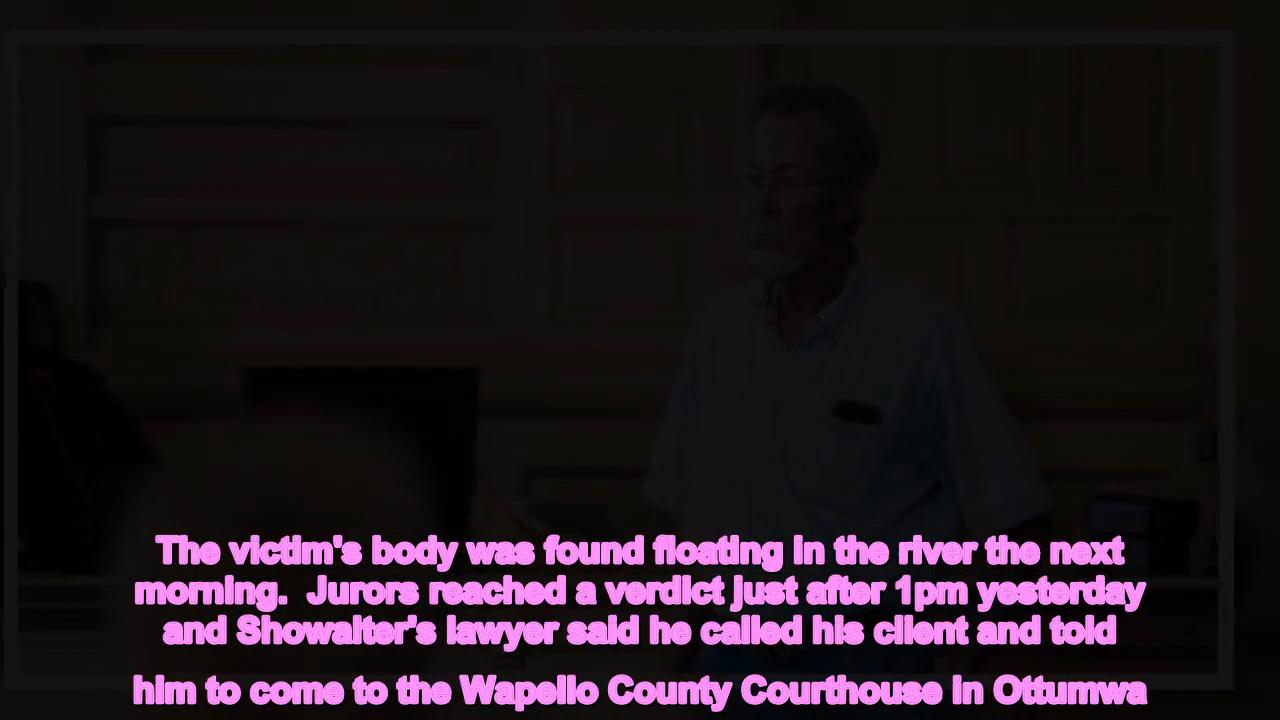 The victim's body was found floating in the river the next
morning.  Jurors reached a verdict just after 1pm yesterday
and Showalter's lawyer said he called his client and told
him to come to the Wapello County Courthouse in Ottumwa